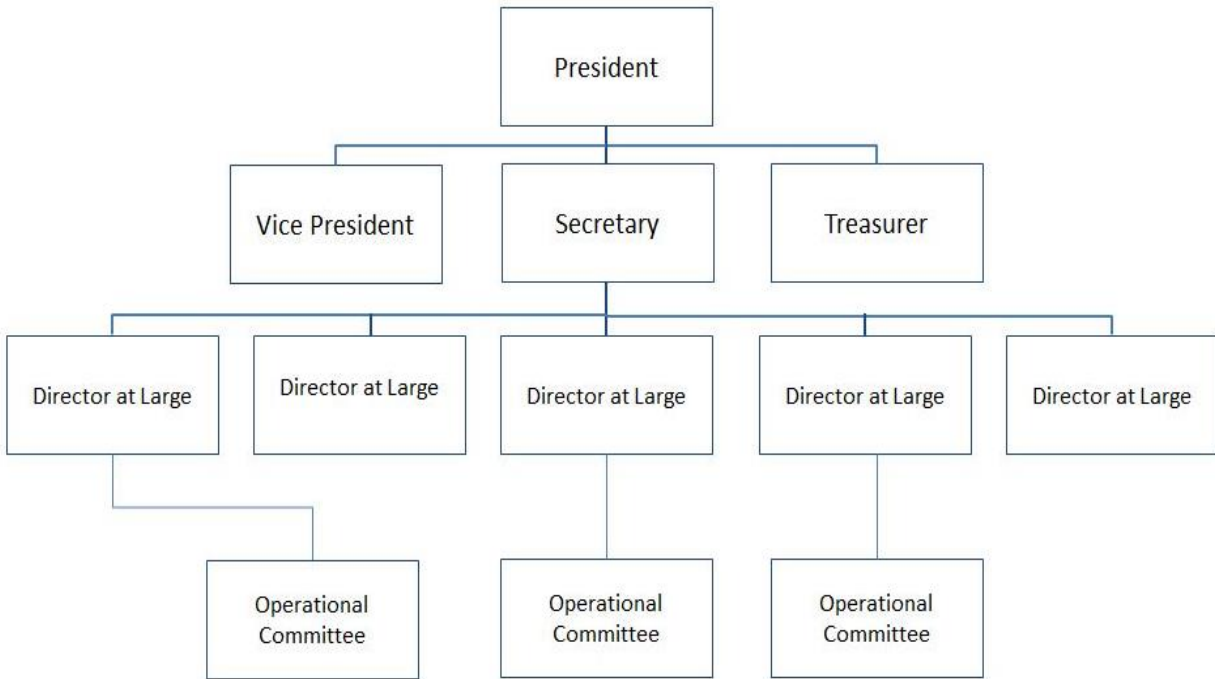 President
Vice President
Secretary
Treasurer
Director at Large
Director at Large
Director at Large
Director at Large
Director at Large
Operational
Committee
Operational
Committee
Operational
Committee